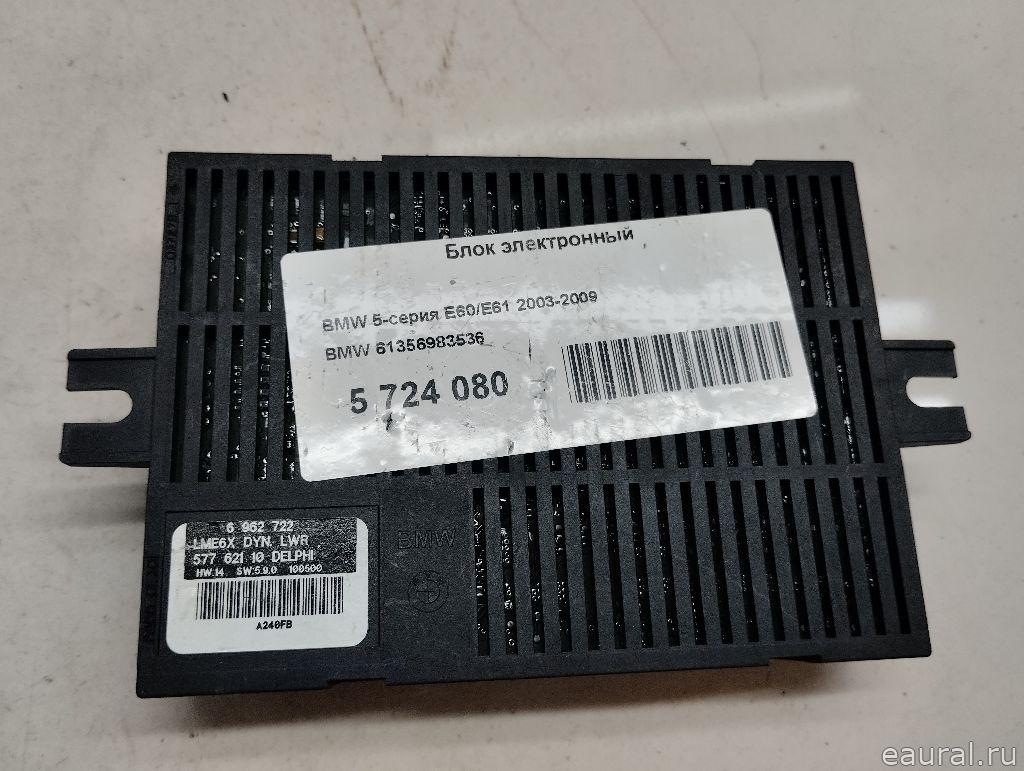 Блок электронный
BMW 5-серия E60/E61 2003-2009
BMW 61356983536
5 724 080
6 962 722
LME6X DYN. LWR
577 621 10 DELPHI
HW.14 SW.5.9.0 100500
A240FB
BMW
eaural.ru